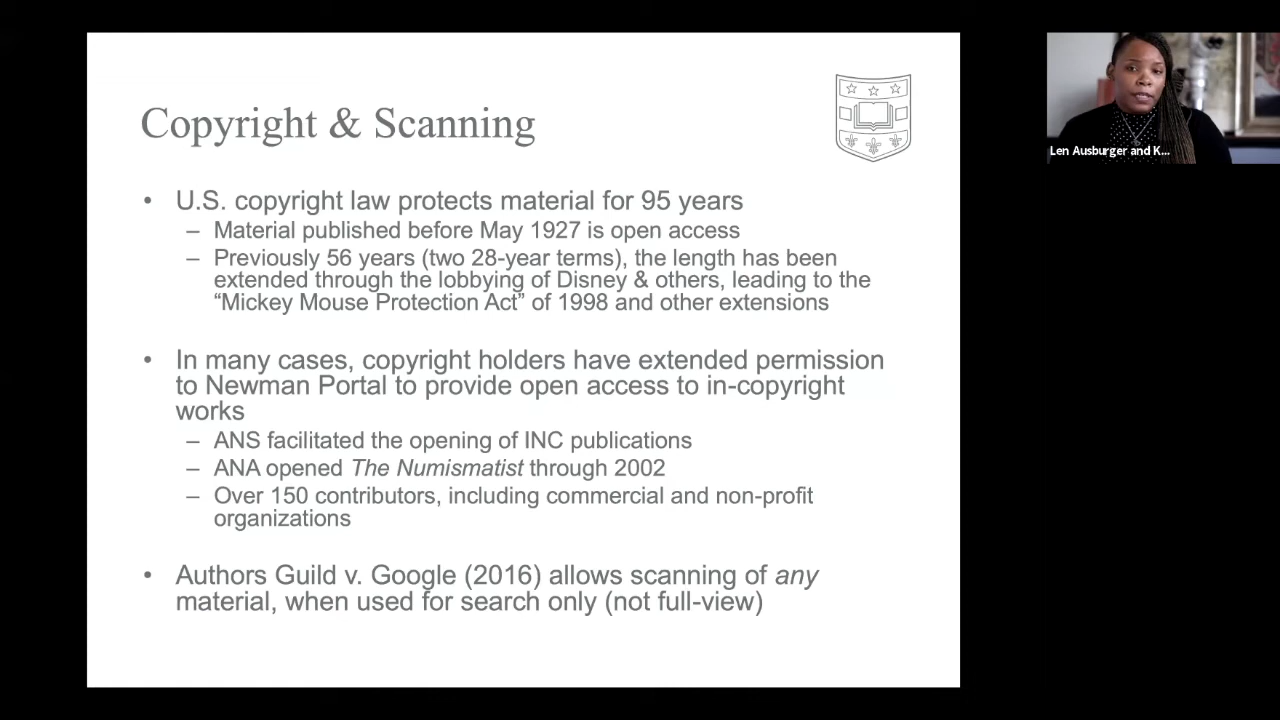 Copyright & Scanning
• U.S. copyright law protects material for 95 years
– Material published before May 1927 is open access
– Previously 56 years (two 28-year terms), the length has been
extended through the lobbying of Disney & others, leading to the
“Mickey Mouse Protection Act” of 1998 and other extensions
• In many cases, copyright holders have extended permission
to Newman Portal to provide open access to in-copyright
works
– ANS facilitated the opening of INC publications
– ANA opened The Numismatist through 2002
– Over 150 contributors, including commercial and non-profit
organizations
• Authors Guild v. Google (2016) allows scanning of any
material, when used for search only (not full-view)
Len Ausburger and K...